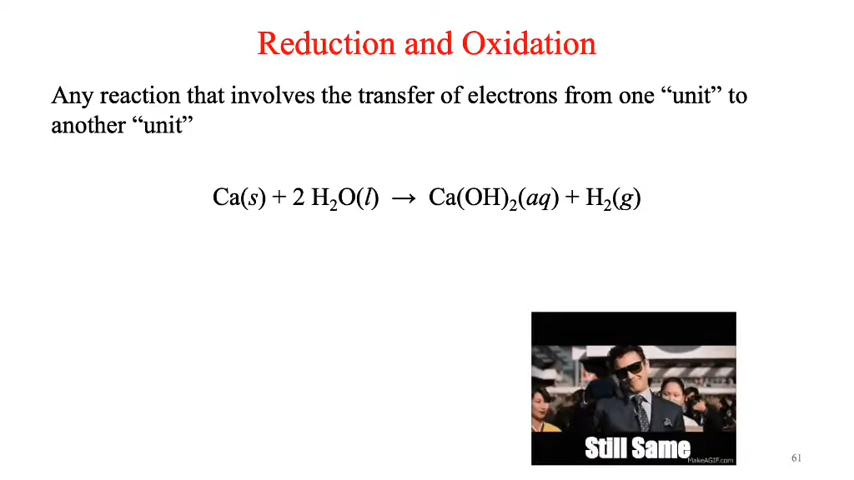 Reduction and Oxidation
Any reaction that involves the transfer of electrons from one “unit” to
another “unit”
Ca(s) + 2 H₂O(l) → Ca(OH)₂(aq) + H₂(g)
Still Same
MakeAGIF.com
61